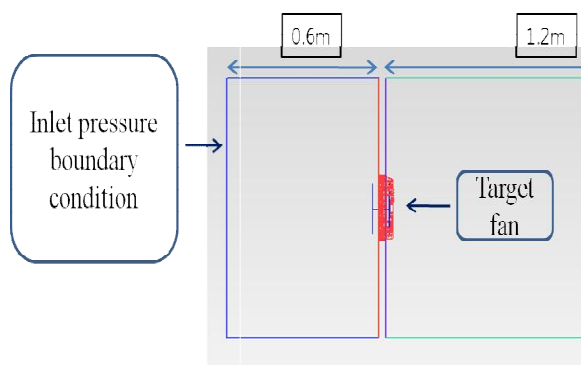 0.6m
1.2m
Inlet pressure
boundary
condition
Target
fan